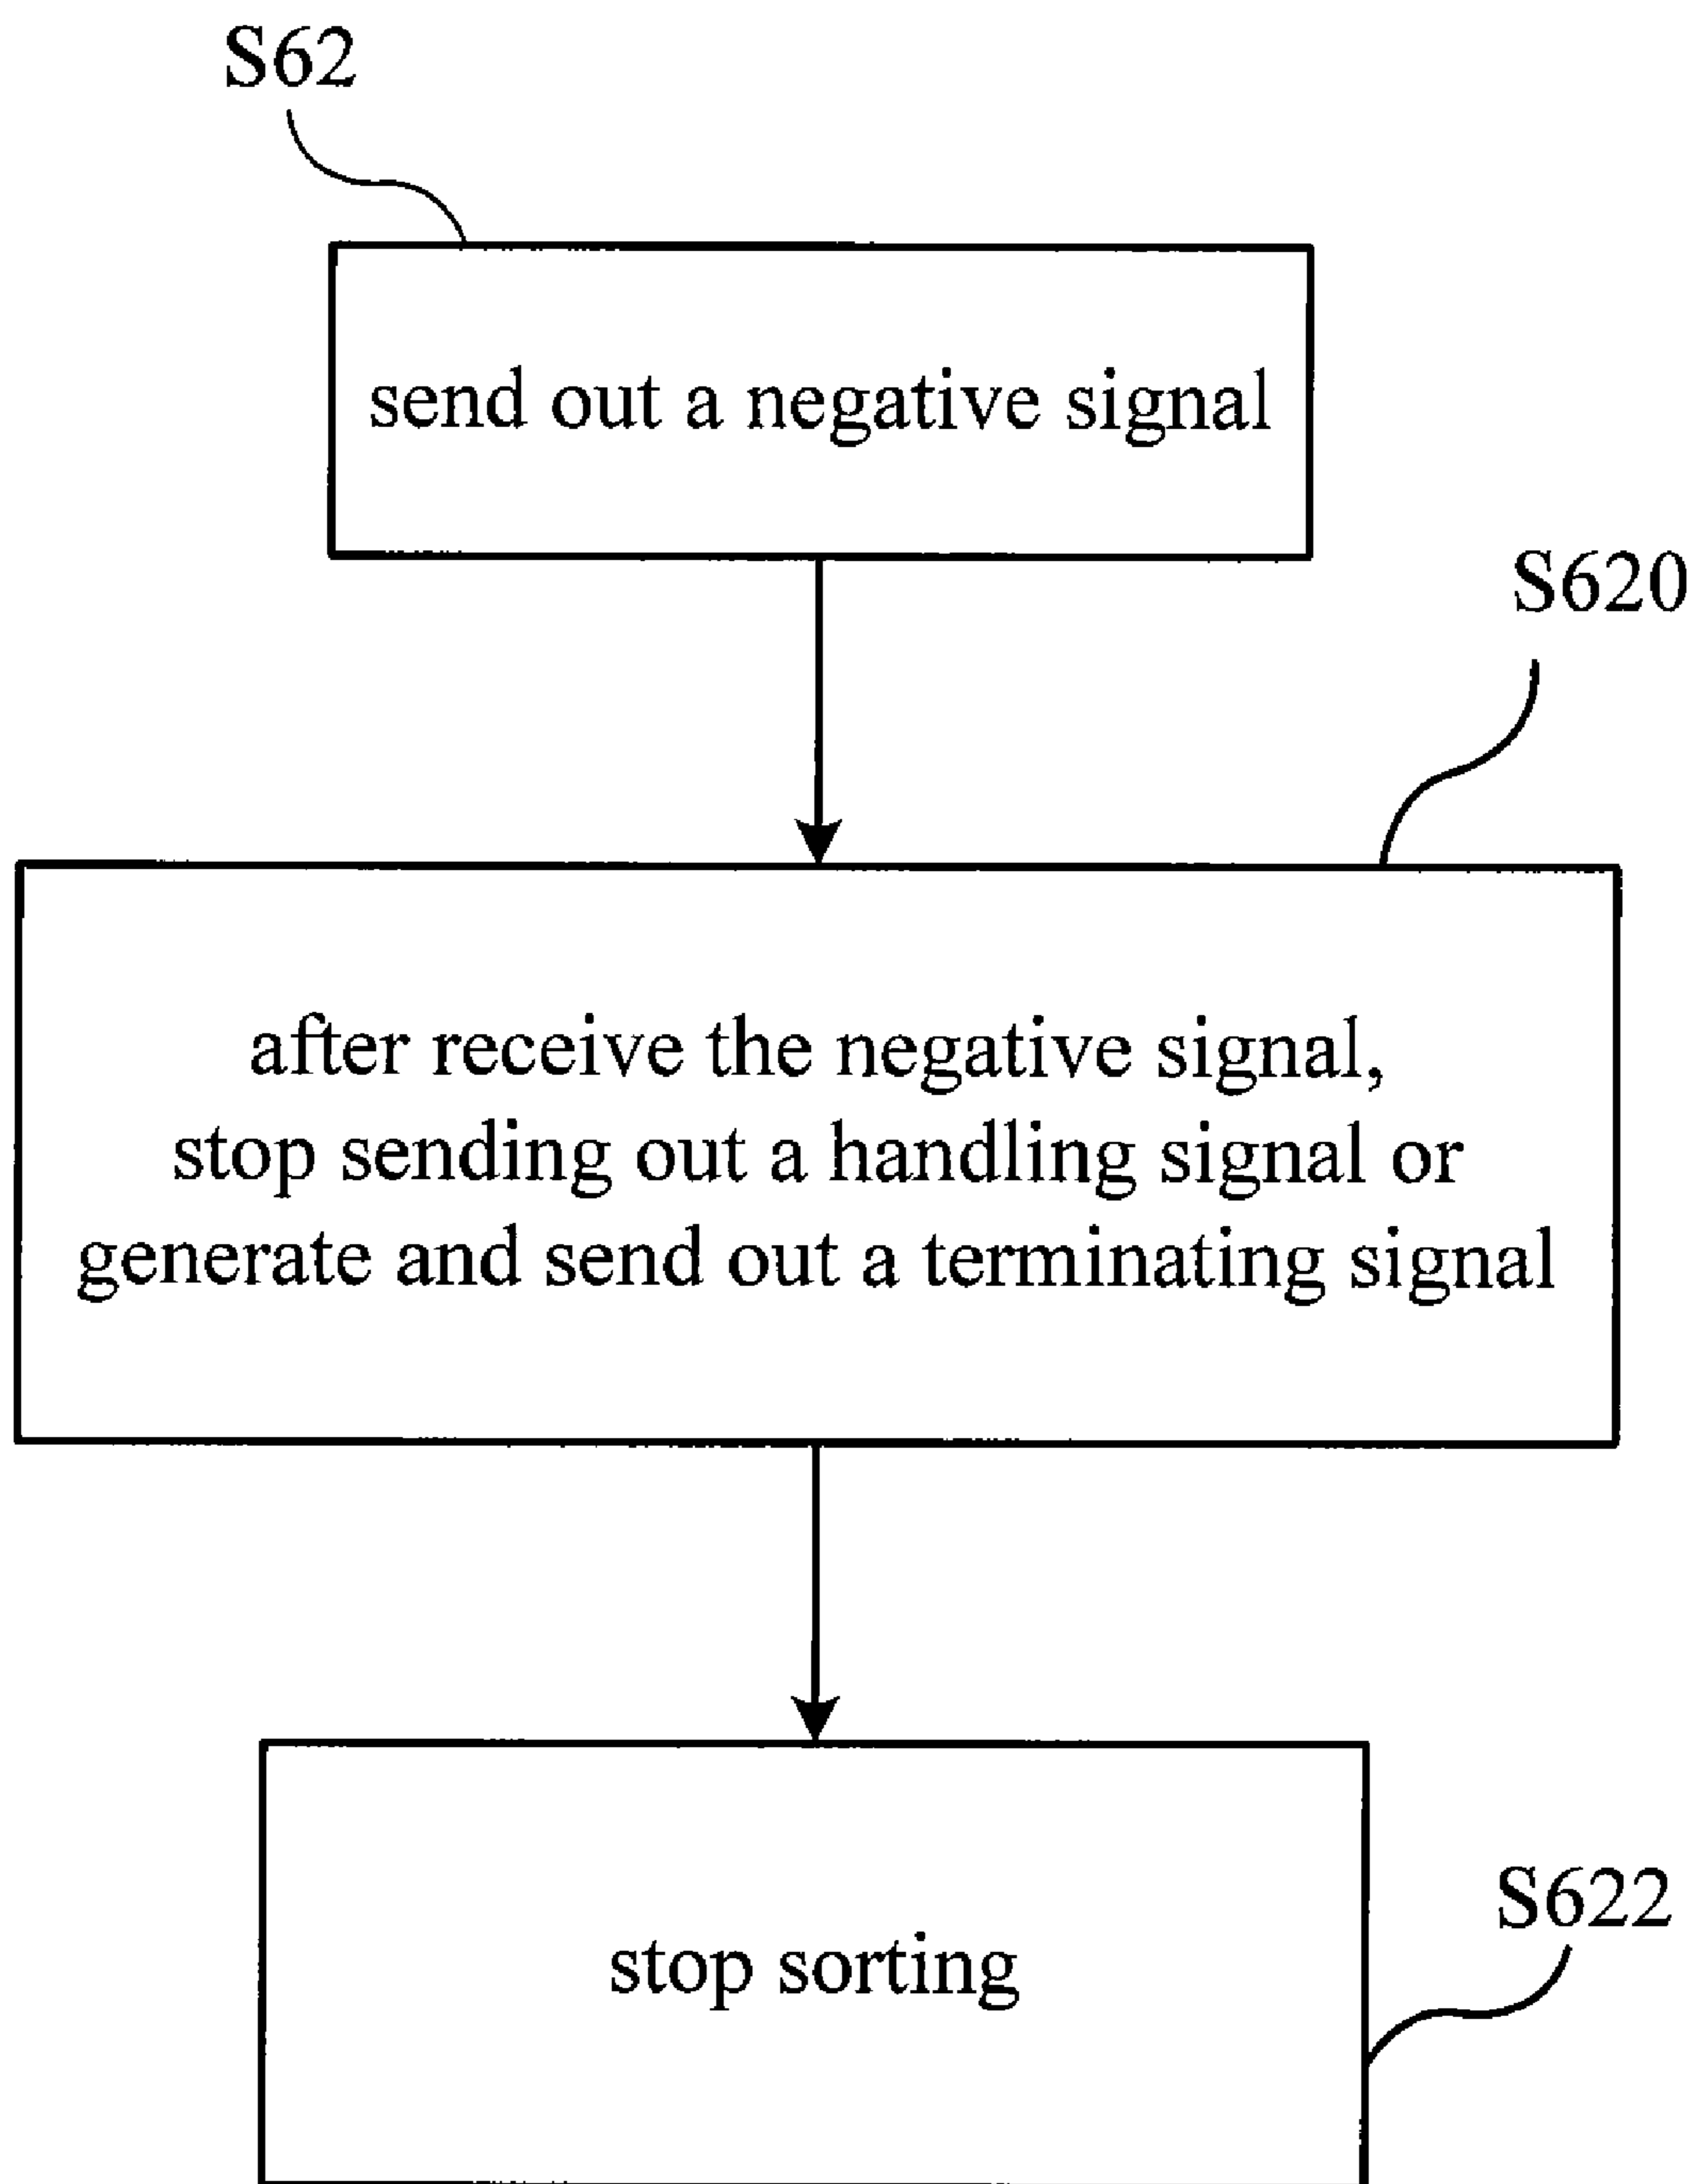 S62
send out a negative signal
S620
after receive the negative signal,
stop sending out a handling signal or
generate and send out a terminating signal
S622
stop sorting